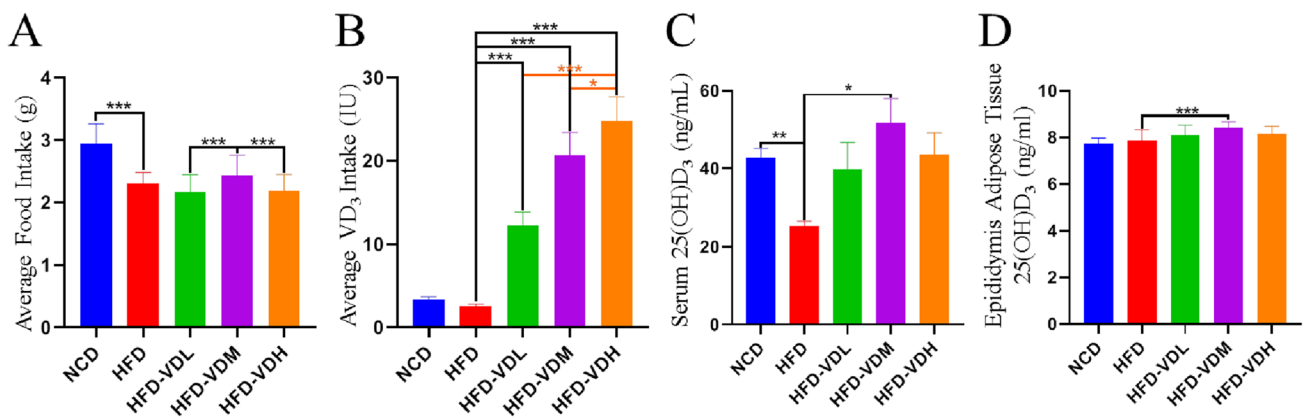 A
Average Food Intake (g)
4
3
2
1
0
***
***
***
NCD
HFD
HFD-VDL
HFD-VDM
HFD-VDH
B
Average VD3 Intake (IU)
30
20
10
0
***
***
***
***
*
NCD
HFD
HFD-VDL
HFD-VDM
HFD-VDH
C
Serum 25(OH)D3 (ng/mL)
60
40
20
0
**
*
NCD
HFD
HFD-VDL
HFD-VDM
HFD-VDH
D
Epididymis Adipose Tissue
25(OH)D3 (ng/ml)
10
8
6
4
2
0
***
NCD
HFD
HFD-VDL
HFD-VDM
HFD-VDH